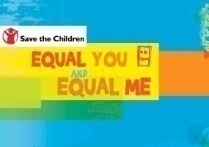 Save the Children
EQUAL YOU
AND
EQUAL ME